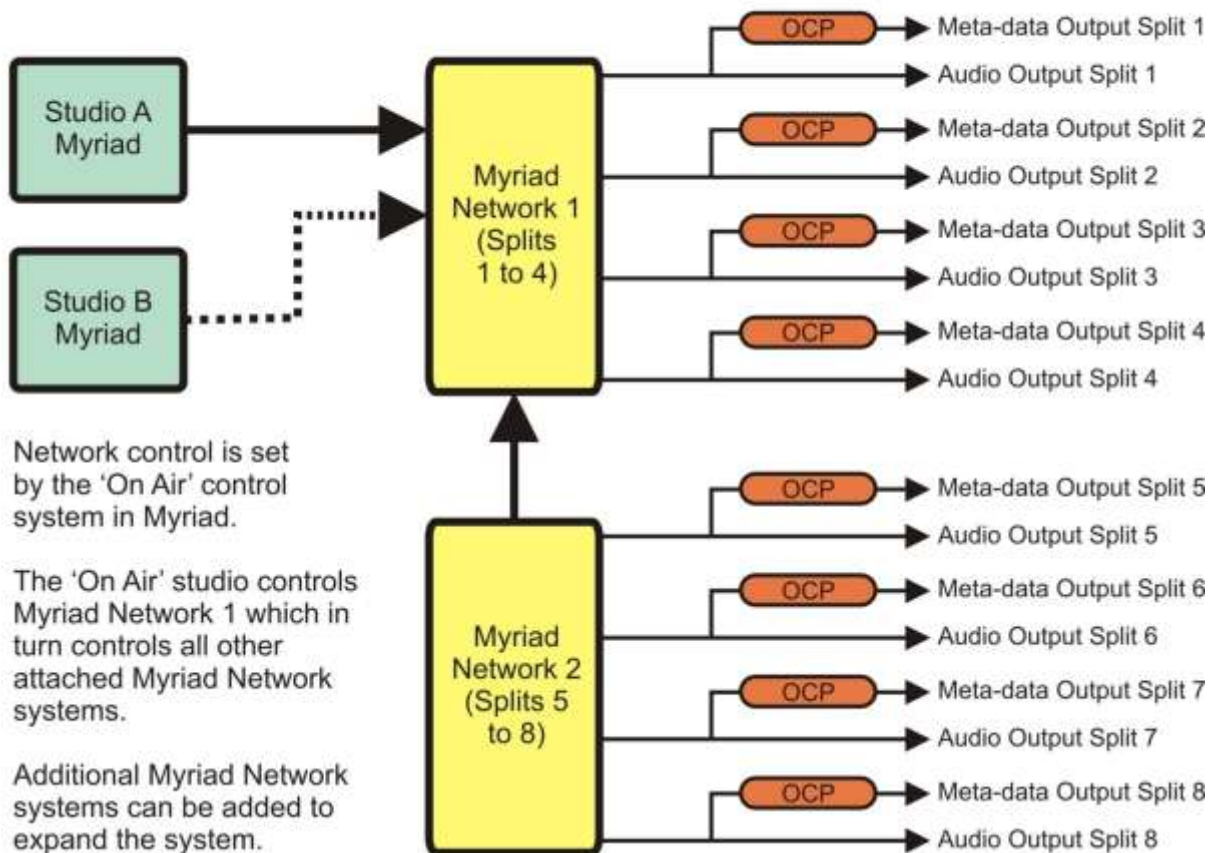 Studio A
Myriad
Studio B
Myriad
Network control is set
by the ‘On Air’ control
system in Myriad.
The ‘On Air’ studio controls
Myriad Network 1 which in
turn controls all other
attached Myriad Network
systems.
Additional Myriad Network
systems can be added to
expand the system.
Myriad
Network 1
(Splits
1 to 4)
OCP
Meta-data Output Split 1
Audio Output Split 1
OCP
Meta-data Output Split 2
Audio Output Split 2
OCP
Meta-data Output Split 3
Audio Output Split 3
OCP
Meta-data Output Split 4
Audio Output Split 4
Myriad
Network 2
(Splits 5
to 8)
OCP
Meta-data Output Split 5
Audio Output Split 5
OCP
Meta-data Output Split 6
Audio Output Split 6
OCP
Meta-data Output Split 7
Audio Output Split 7
OCP
Meta-data Output Split 8
Audio Output Split 8